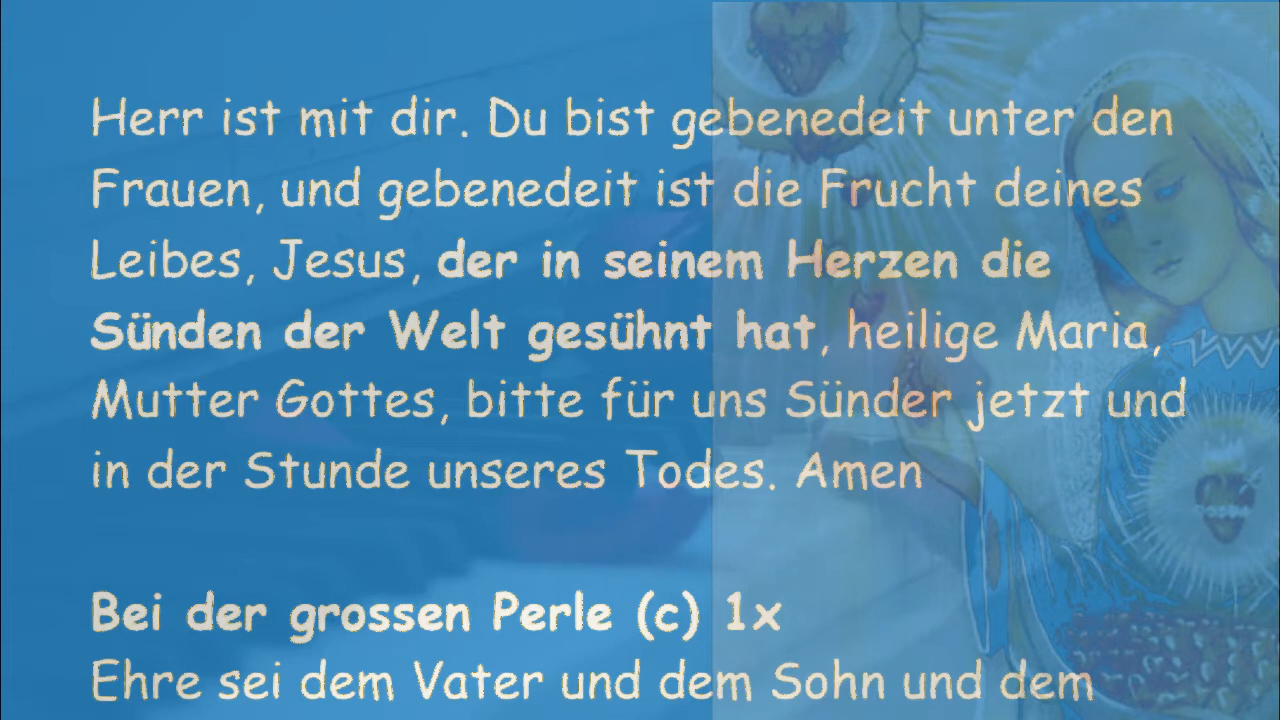 Herr ist mit dir. Du bist gebenedeit unter den
Frauen, und gebenedeit ist die Frucht deines
Leibes, Jesus, der in seinem Herzen die
Sünden der Welt gesühnt hat, heilige Maria,
Mutter Gottes, bitte für uns Sünder jetzt und
in der Stunde unseres Todes. Amen
Bei der grossen Perle (c) 1x
Ehre sei dem Vater und dem Sohn und dem